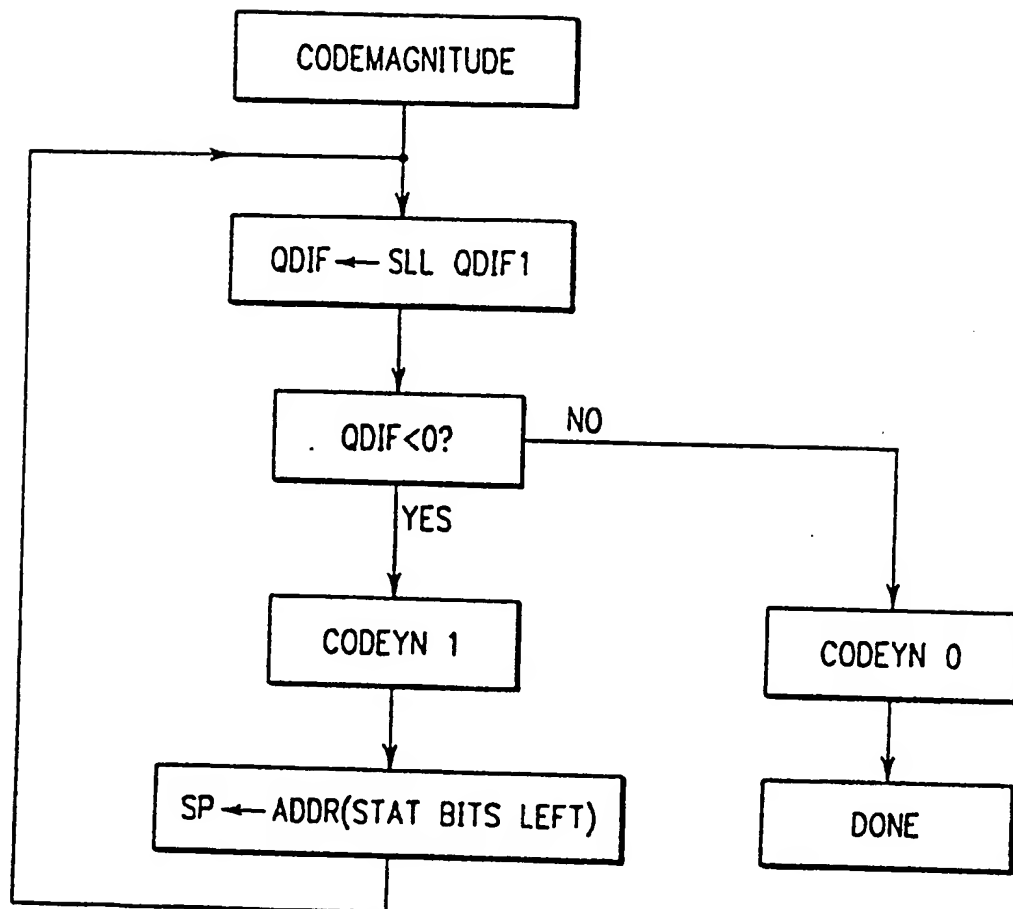 CODEMAGNITUDE
QDIF ← SLL QDIF1
QDIF<0?
NO
YES
CODEYN 1
CODEYN 0
SP ← ADDR(STAT BITS LEFT)
DONE